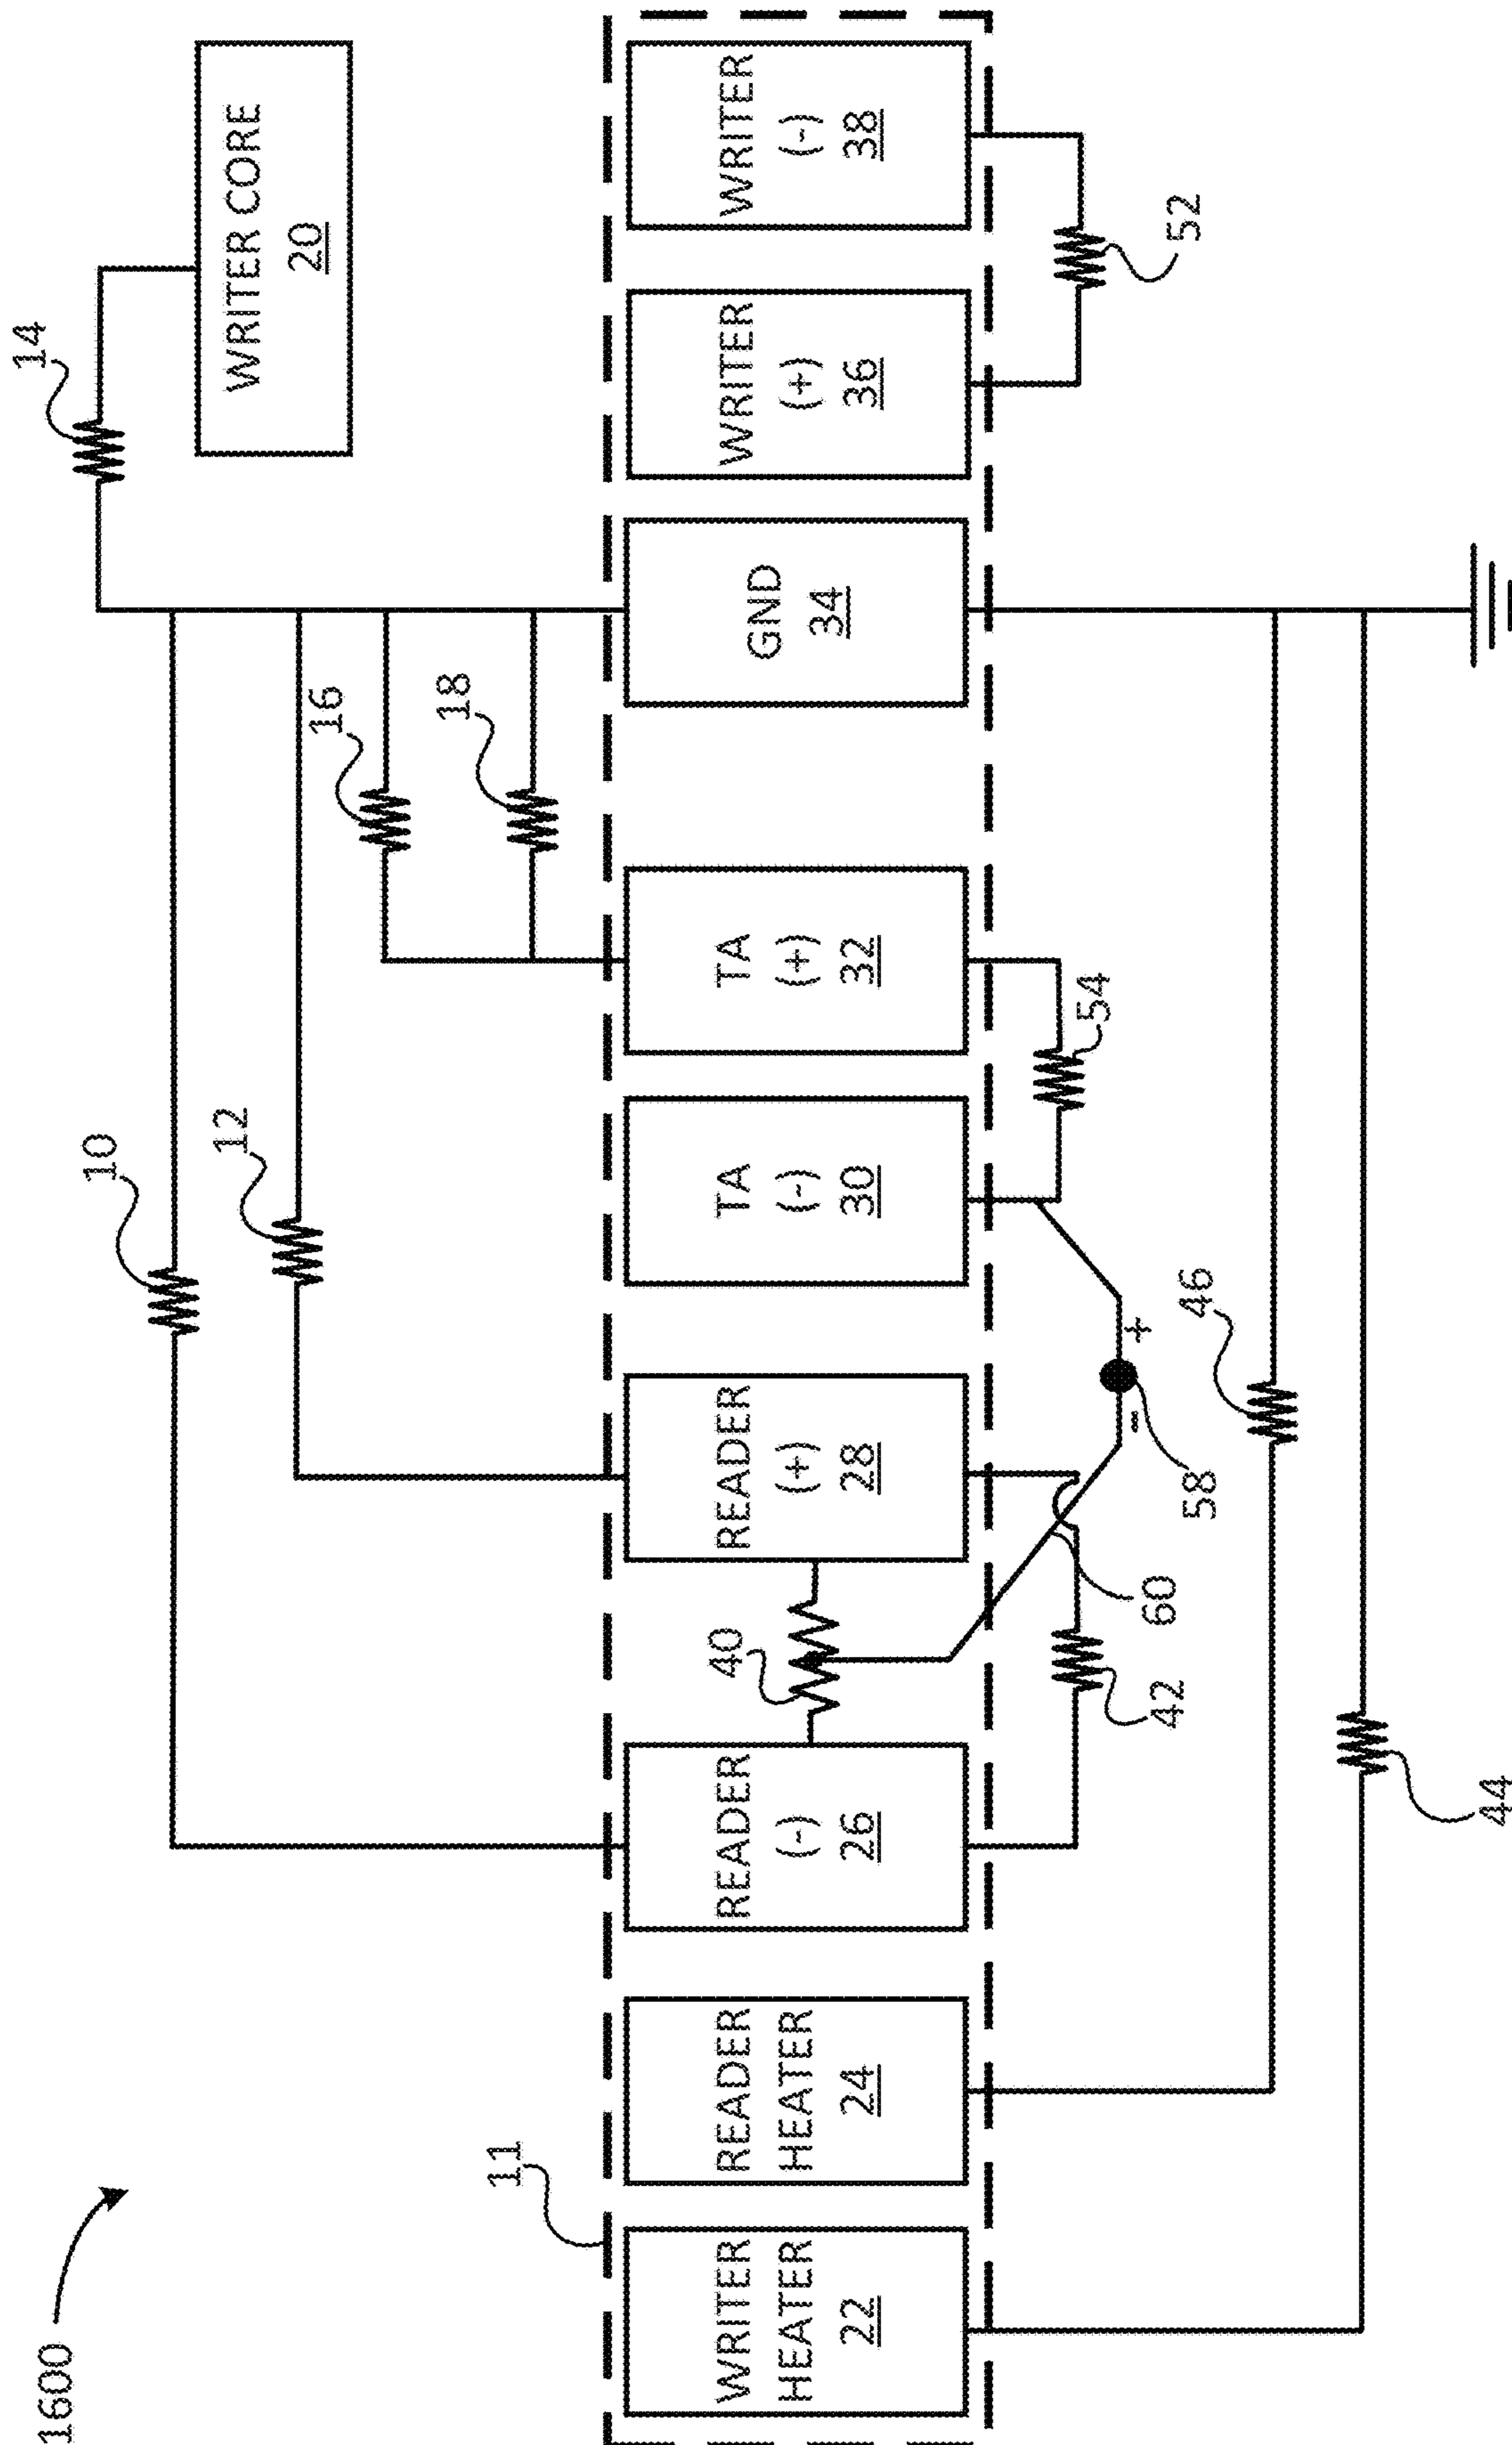 1600
10
12
14
16
18
WRITER CORE
20
11
WRITER
HEATER
22
READER
HEATER
24
READER
(-)
26
40
READER
(+)
28
TA
(-)
30
TA
(+)
32
GND
34
WRITER
(+)
36
WRITER
(-)
38
42
60
-
+
58
54
52
46
44